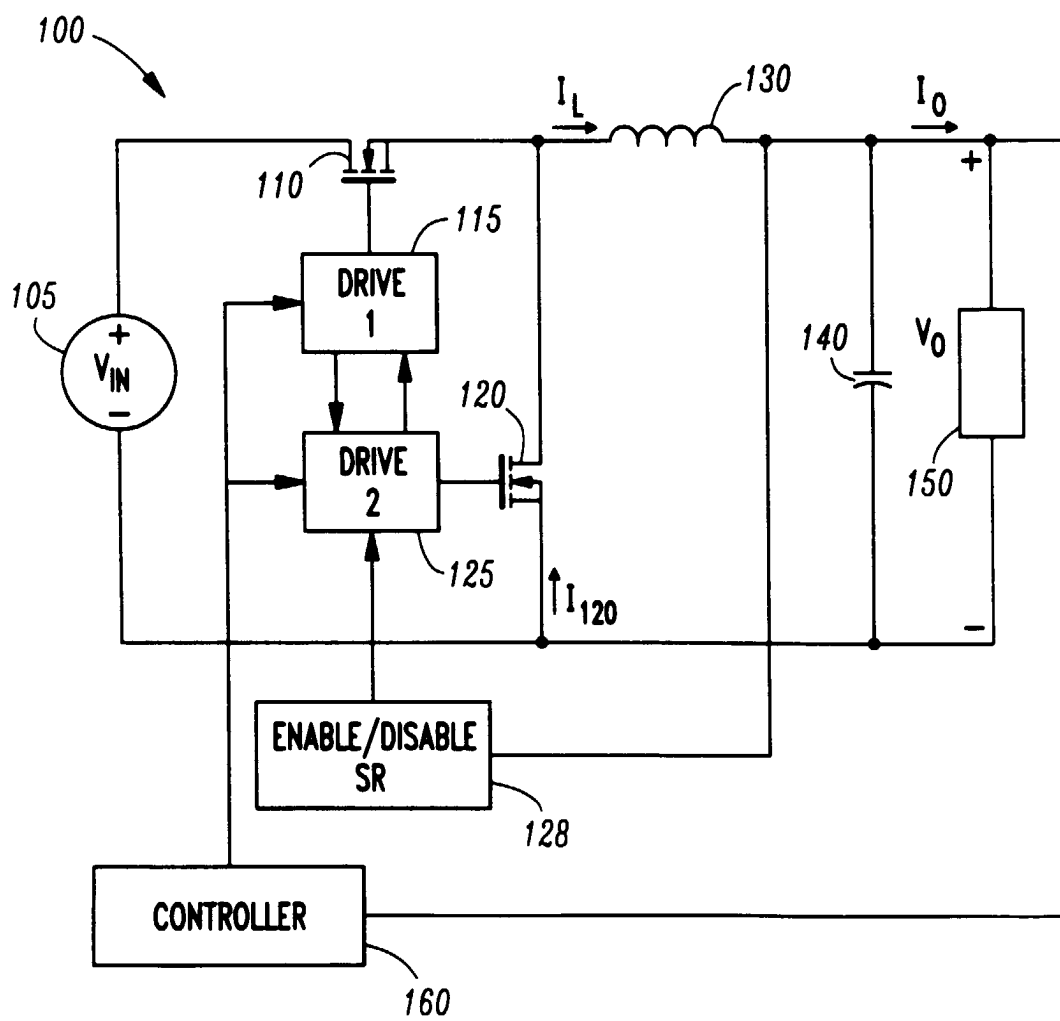 100
130
I_L
I_O
+
110
115
DRIVE
1
105
+
V_IN
−
140
V_O
120
150
DRIVE
2
125
I_120
−
ENABLE/DISABLE
SR
128
CONTROLLER
160